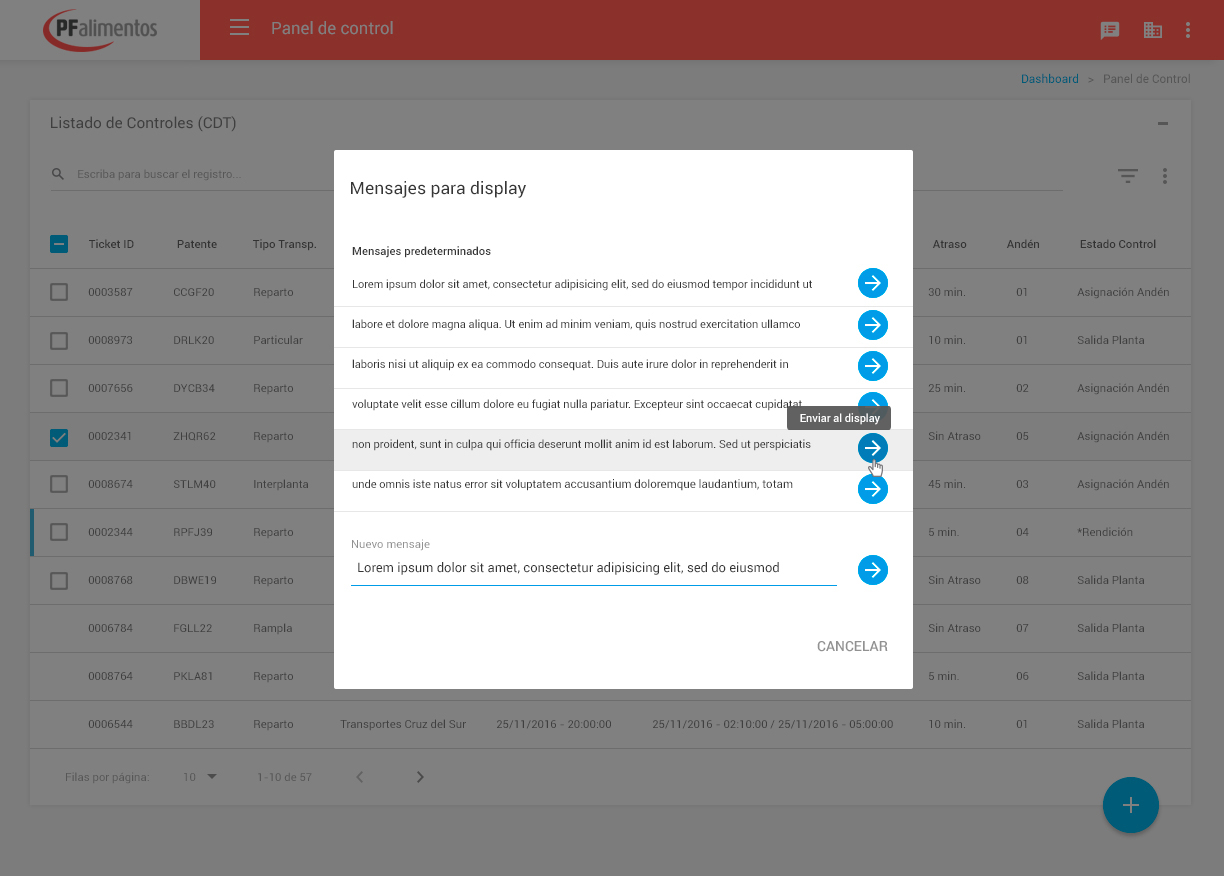 PFalimentos
Panel de control
Dashboard > Panel de Control
Listado de Controles (CDT)
Escriba para buscar el registro...
Ticket ID Patente Tipo Transp. Atraso Andén Estado Control
0003587 CCGF20 Reparto 30 min. 01 Asignación Andén
0008973 DRLK20 Particular 10 min. 01 Salida Planta
0007656 DYCB34 Reparto 25 min. 02 Asignación Andén
0002341 ZHQR62 Reparto Sin Atraso 05 Asignación Andén
0008674 STLM40 Interplanta 45 min. 03 Asignación Andén
0002344 RPFJ39 Reparto 5 min. 04 *Rendición
0008768 DBWE19 Reparto Sin Atraso 08 Salida Planta
0006784 FGLL22 Rampla Sin Atraso 07 Salida Planta
0008764 PKLA81 Reparto 5 min. 06 Salida Planta
0006544 BBDL23 Reparto Transportes Cruz del Sur 25/11/2016 - 20:00:00 25/11/2016 - 02:10:00 / 25/11/2016 - 05:00:00 10 min. 01 Salida Planta
Filas por página: 10 1-10 de 57
Mensajes para display
Mensajes predeterminados
Lorem ipsum dolor sit amet, consectetur adipisicing elit, sed do eiusmod tempor incididunt ut
labore et dolore magna aliqua. Ut enim ad minim veniam, quis nostrud exercitation ullamco
laboris nisi ut aliquip ex ea commodo consequat. Duis aute irure dolor in reprehenderit in
voluptate velit esse cillum dolore eu fugiat nulla pariatur. Excepteur sint occaecat cupidatat
Enviar al display
non proident, sunt in culpa qui officia deserunt mollit anim id est laborum. Sed ut perspiciatis
unde omnis iste natus error sit voluptatem accusantium doloremque laudantium, totam
Nuevo mensaje
Lorem ipsum dolor sit amet, consectetur adipisicing elit, sed do eiusmod
CANCELAR